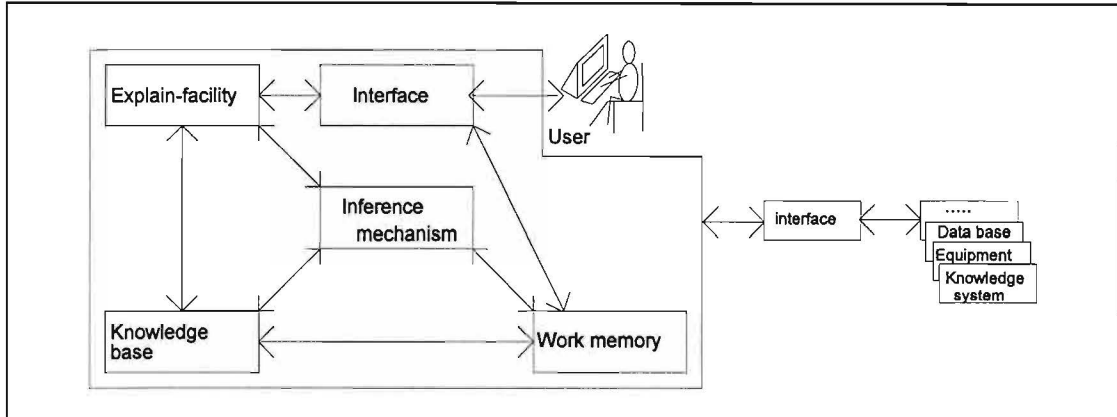 Explain-facility
Interface
User
Inference
mechanism
Knowledge
base
Work memory
interface
.....
Data base
Equipment
Knowledge
system